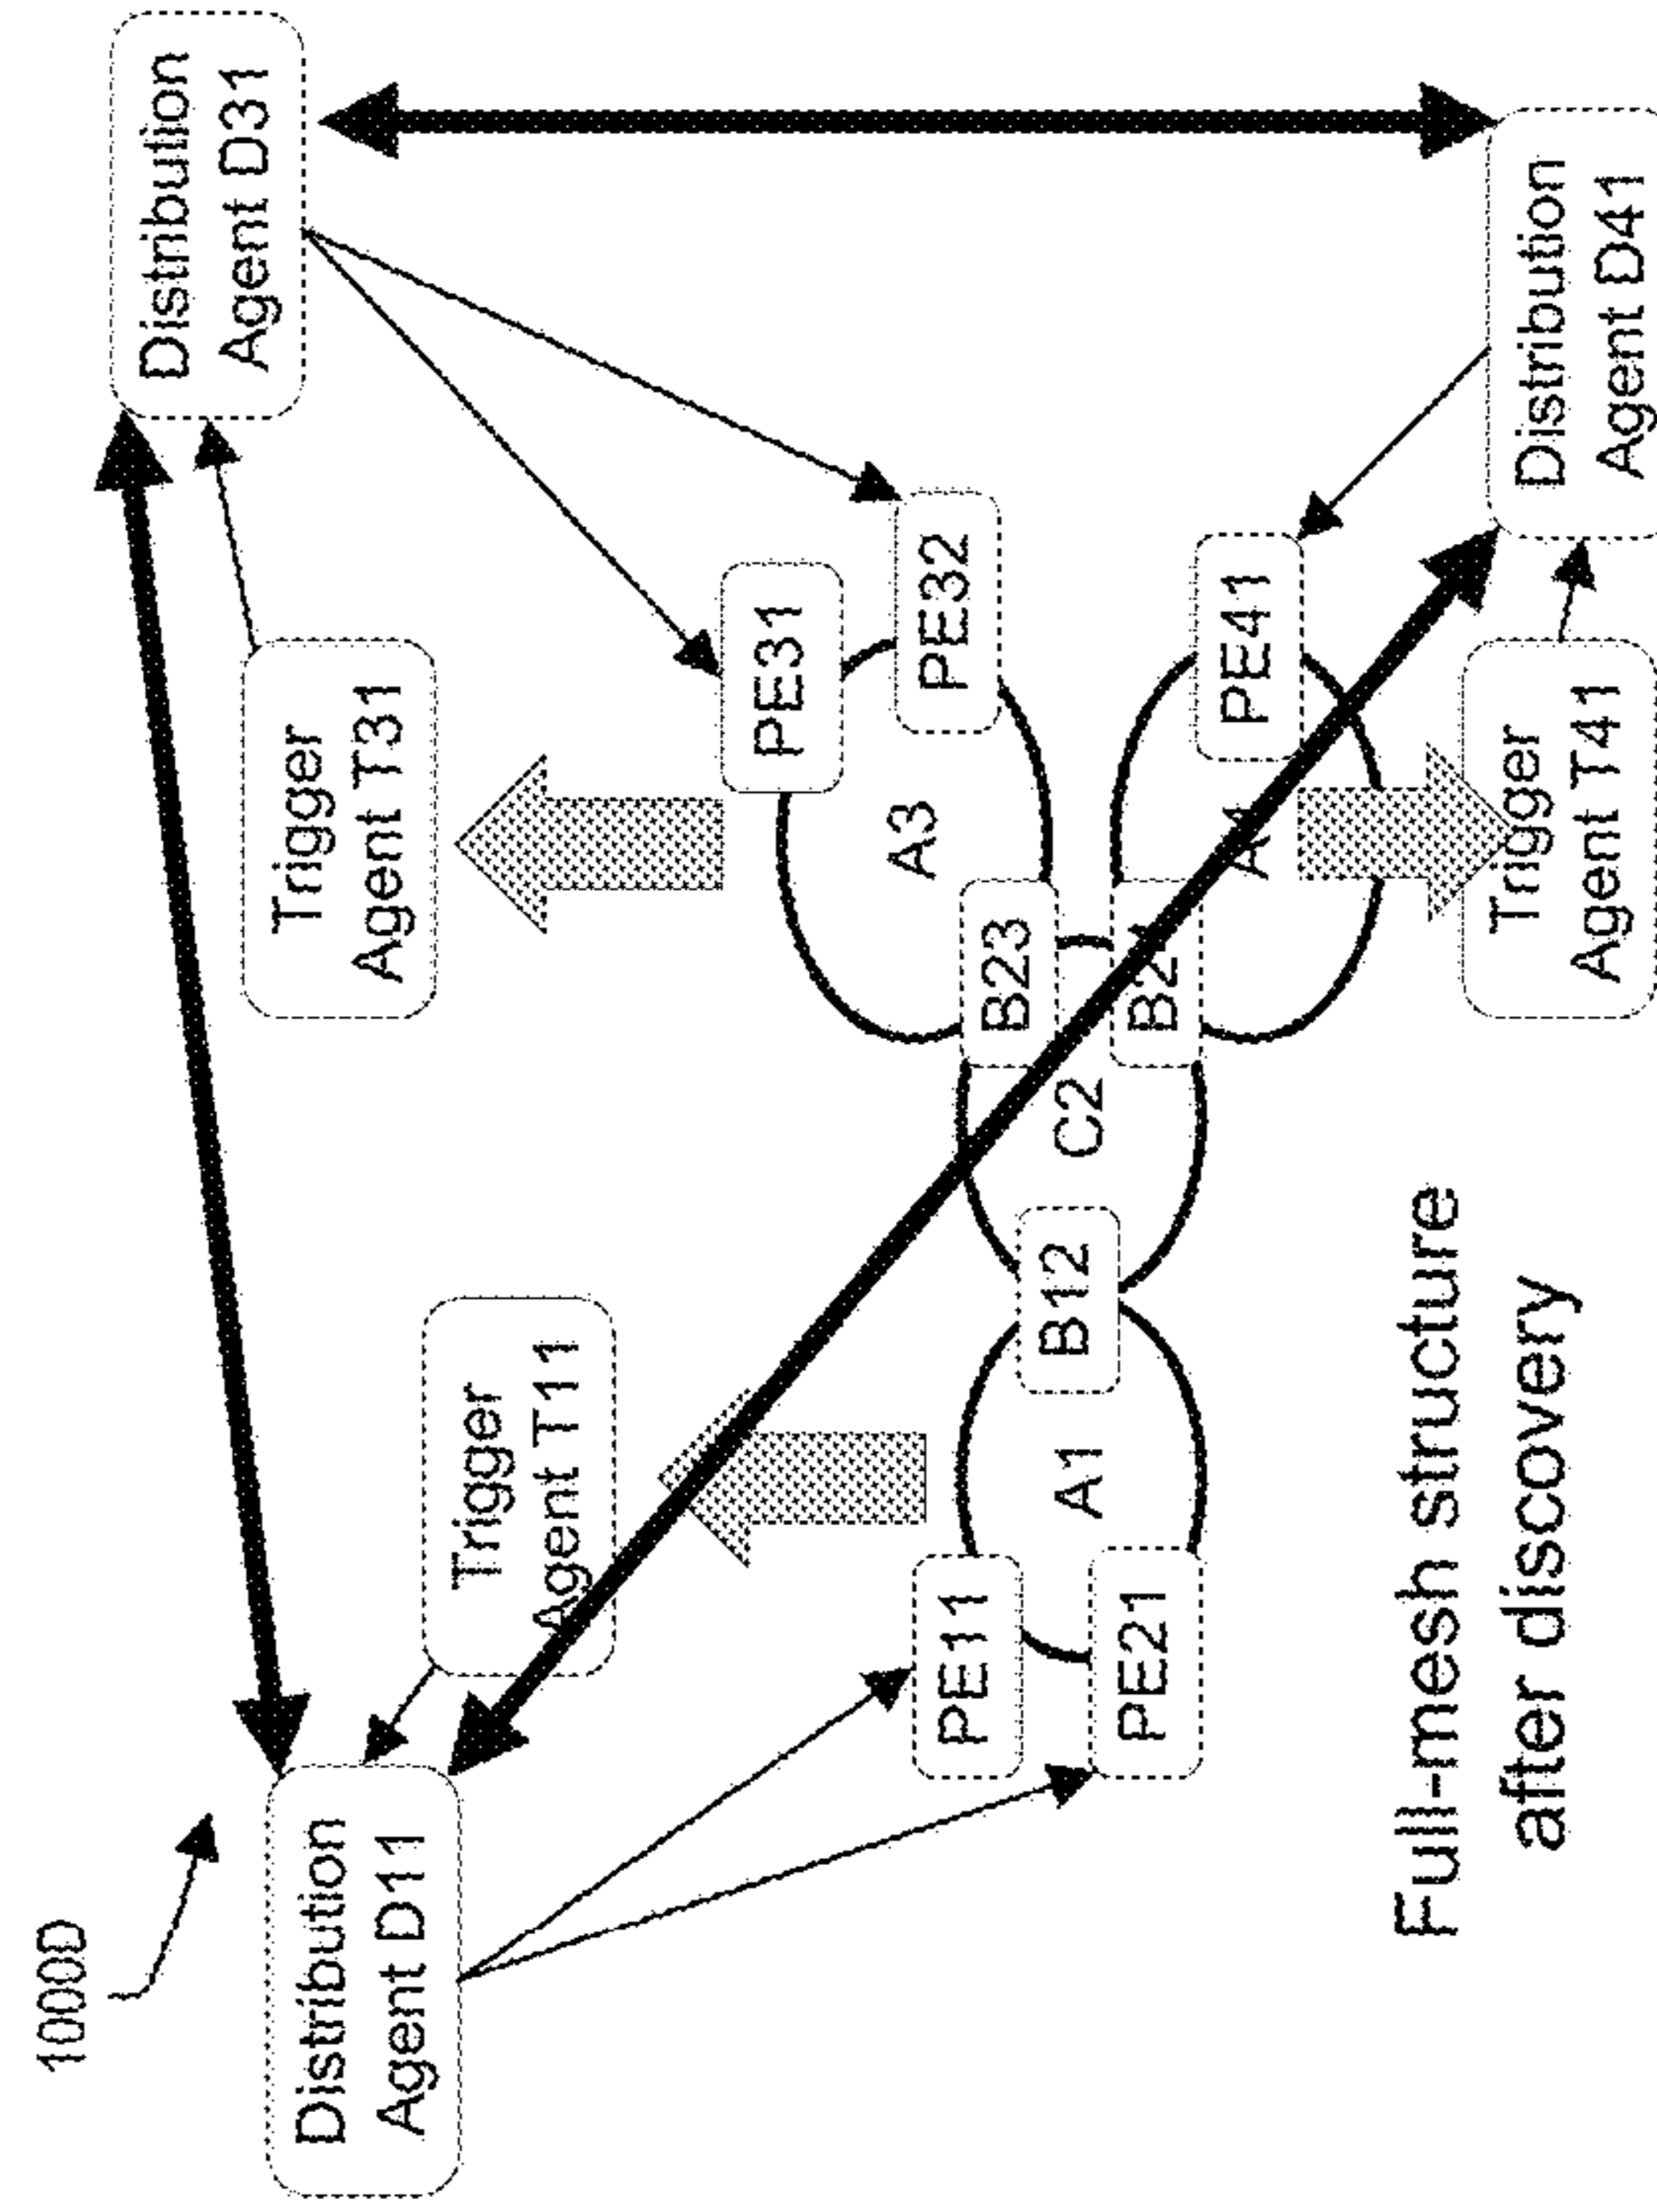 1000D
Distribution
Agent D11
Trigger
Agent T11
Trigger
Agent T31
Distribution
Agent D31
PE11
PE21
A1
B12
C2
B23
A3
PE31
PE32
PE41
Trigger
Agent T41
Distribution
Agent D41
Full-mesh structure
after discovery